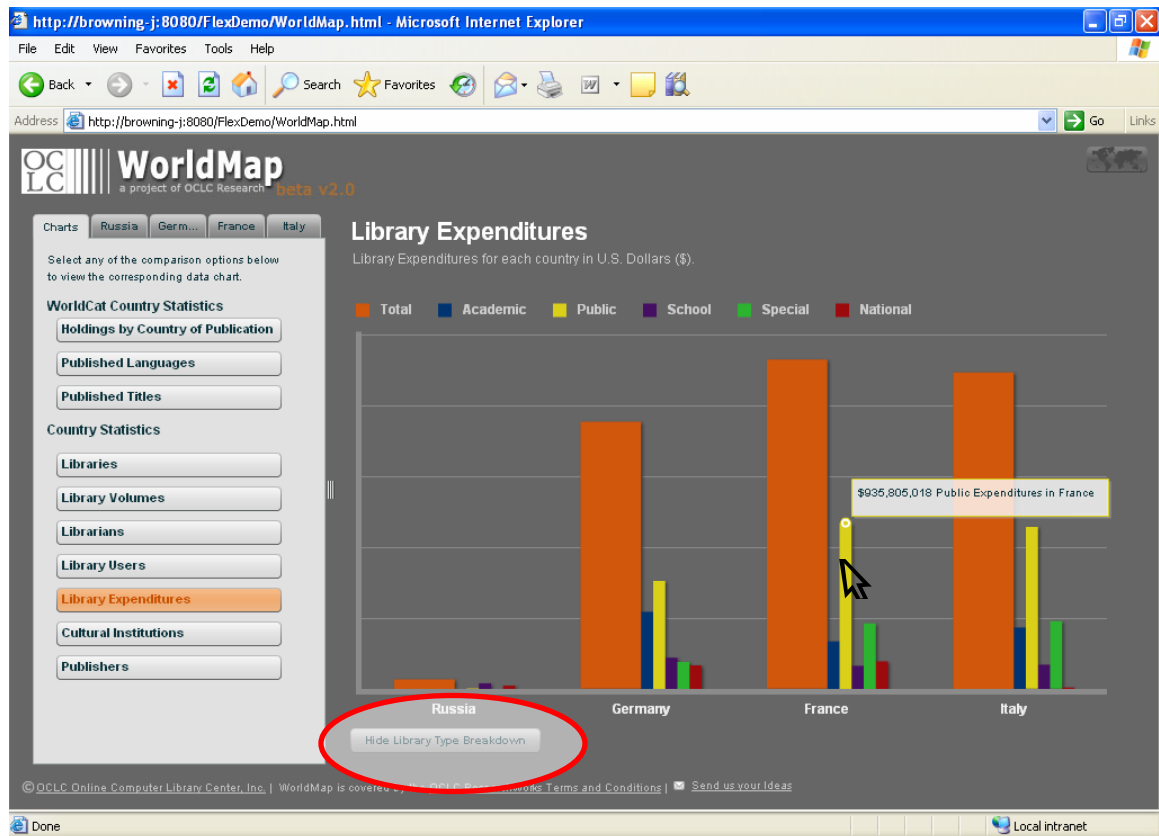 http://browning-j:8080/FlexDemo/WorldMap.html - Microsoft Internet Explorer
File Edit View Favorites Tools Help
Back Search Favorites
Address http://browning-j:8080/FlexDemo/WorldMap.html Go Links
OCLC WorldMap
a project of OCLC Research beta v2.0
Charts Russia Germ... France Italy
Select any of the comparison options below
to view the corresponding data chart.
WorldCat Country Statistics
Holdings by Country of Publication
Published Languages
Published Titles
Country Statistics
Libraries
Library Volumes
Librarians
Library Users
Library Expenditures
Cultural Institutions
Publishers
Library Expenditures
Library Expenditures for each country in U.S. Dollars ($).
Total Academic Public School Special National
$935,805,018 Public Expenditures in France
Russia Germany France Italy
Hide Library Type Breakdown
© OCLC Online Computer Library Center, Inc. | WorldMap is covered by the OCLC Terms and Conditions | Send us your Ideas
Done Local intranet